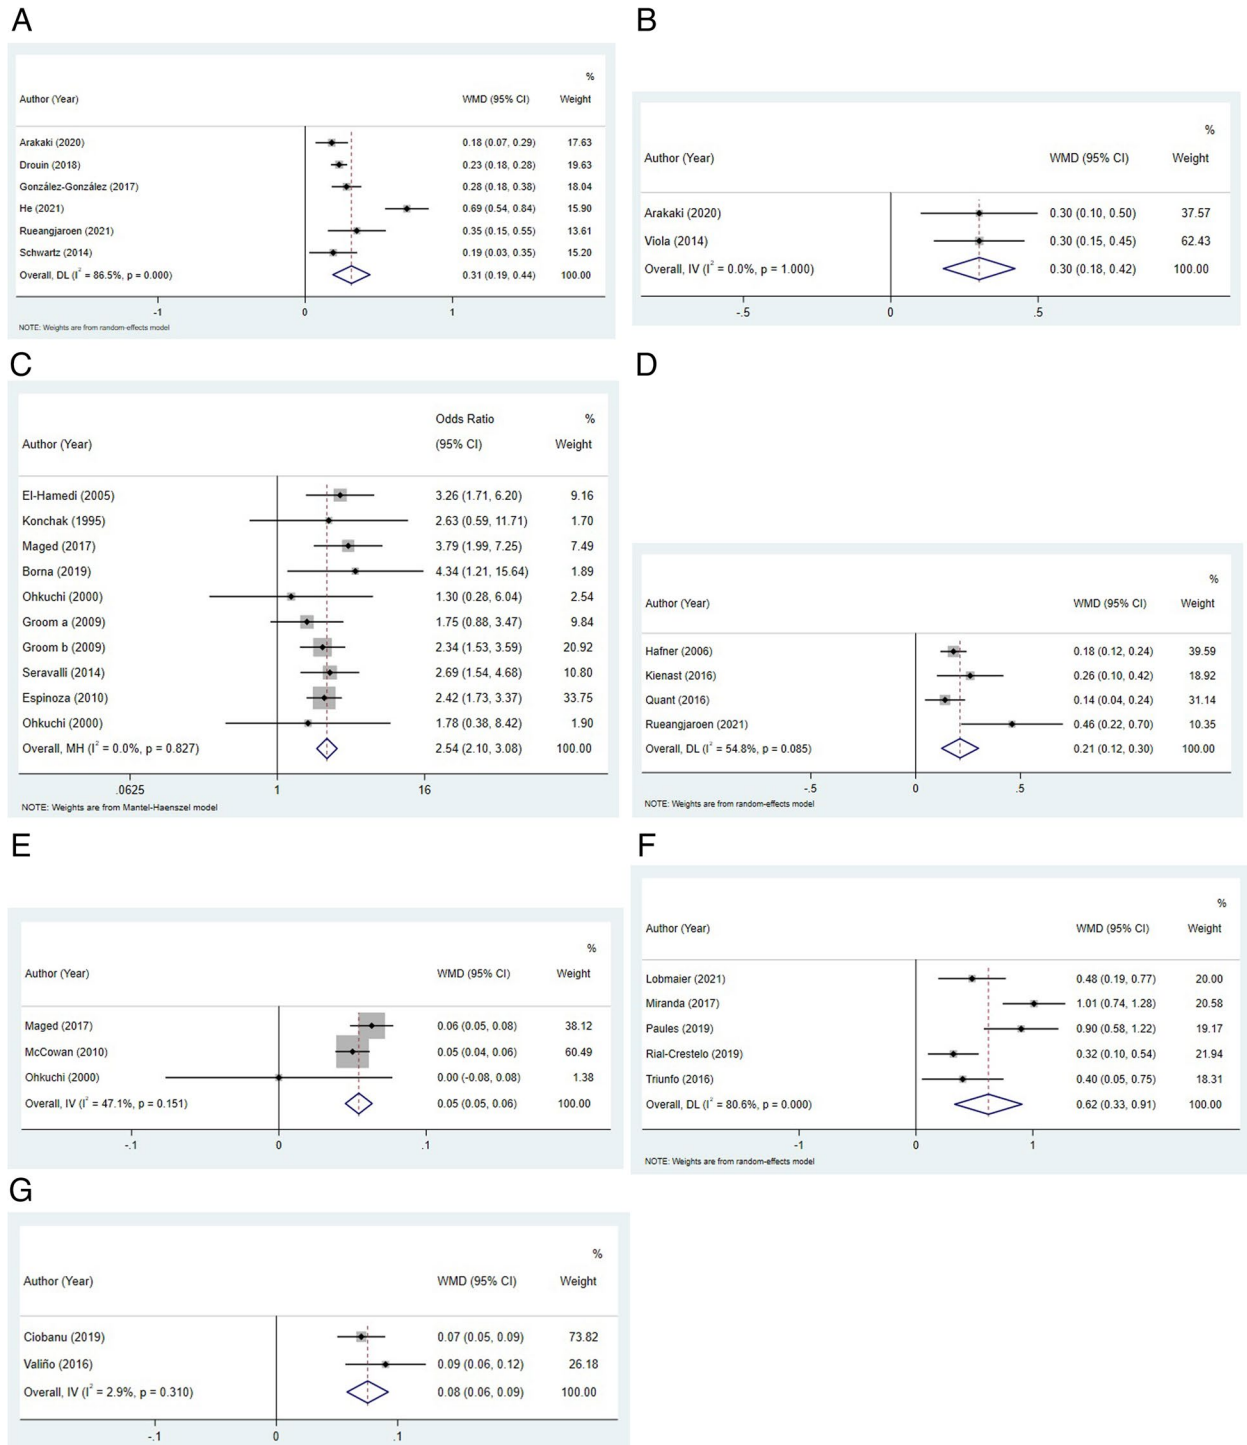 A
%
Author (Year) WMD (95% CI) Weight
Arakaki (2020) 0.18 (0.07, 0.29) 17.63
Drouin (2018) 0.23 (0.18, 0.28) 19.63
González-González (2017) 0.28 (0.18, 0.38) 18.04
He (2021) 0.69 (0.54, 0.84) 15.90
Rueangjaroen (2021) 0.35 (0.15, 0.55) 13.61
Schwartz (2014) 0.19 (0.03, 0.35) 15.20
Overall, DL (I² = 86.5%, p = 0.000) 0.31 (0.19, 0.44) 100.00
-1 0 1
NOTE: Weights are from random-effects model
B
%
Author (Year) WMD (95% CI) Weight
Arakaki (2020) 0.30 (0.10, 0.50) 37.57
Viola (2014) 0.30 (0.15, 0.45) 62.43
Overall, IV (I² = 0.0%, p = 1.000) 0.30 (0.18, 0.42) 100.00
-.5 0 .5
C
Odds Ratio %
Author (Year) (95% CI) Weight
El-Hamedi (2005) 3.26 (1.71, 6.20) 9.16
Konchak (1995) 2.63 (0.59, 11.71) 1.70
Maged (2017) 3.79 (1.99, 7.25) 7.49
Borna (2019) 4.34 (1.21, 15.64) 1.89
Ohkuchi (2000) 1.30 (0.28, 6.04) 2.54
Groom a (2009) 1.75 (0.88, 3.47) 9.84
Groom b (2009) 2.34 (1.53, 3.59) 20.92
Seravalli (2014) 2.69 (1.54, 4.68) 10.80
Espinoza (2010) 2.42 (1.73, 3.37) 33.75
Ohkuchi (2000) 1.78 (0.38, 8.42) 1.90
Overall, MH (I² = 0.0%, p = 0.827) 2.54 (2.10, 3.08) 100.00
.0625 1 16
NOTE: Weights are from Mantel-Haenszel model
D
%
Author (Year) WMD (95% CI) Weight
Hafner (2006) 0.18 (0.12, 0.24) 39.59
Kienast (2016) 0.26 (0.10, 0.42) 18.92
Quant (2016) 0.14 (0.04, 0.24) 31.14
Rueangjaroen (2021) 0.46 (0.22, 0.70) 10.35
Overall, DL (I² = 54.8%, p = 0.085) 0.21 (0.12, 0.30) 100.00
-.5 0 .5
NOTE: Weights are from random-effects model
E
%
Author (Year) WMD (95% CI) Weight
Maged (2017) 0.06 (0.05, 0.08) 38.12
McCowan (2010) 0.05 (0.04, 0.06) 60.49
Ohkuchi (2000) 0.00 (-0.08, 0.08) 1.38
Overall, IV (I² = 47.1%, p = 0.151) 0.05 (0.05, 0.06) 100.00
-.1 0 .1
F
%
Author (Year) WMD (95% CI) Weight
Lobmaier (2021) 0.48 (0.19, 0.77) 20.00
Miranda (2017) 1.01 (0.74, 1.28) 20.58
Paules (2019) 0.90 (0.58, 1.22) 19.17
Rial-Crestelo (2019) 0.32 (0.10, 0.54) 21.94
Triunfo (2016) 0.40 (0.05, 0.75) 18.31
Overall, DL (I² = 80.6%, p = 0.000) 0.62 (0.33, 0.91) 100.00
-1 0 1
NOTE: Weights are from random-effects model
G
%
Author (Year) WMD (95% CI) Weight
Ciobanu (2019) 0.07 (0.05, 0.09) 73.82
Valiño (2016) 0.09 (0.06, 0.12) 26.18
Overall, IV (I² = 2.9%, p = 0.310) 0.08 (0.06, 0.09) 100.00
-.1 0 .1